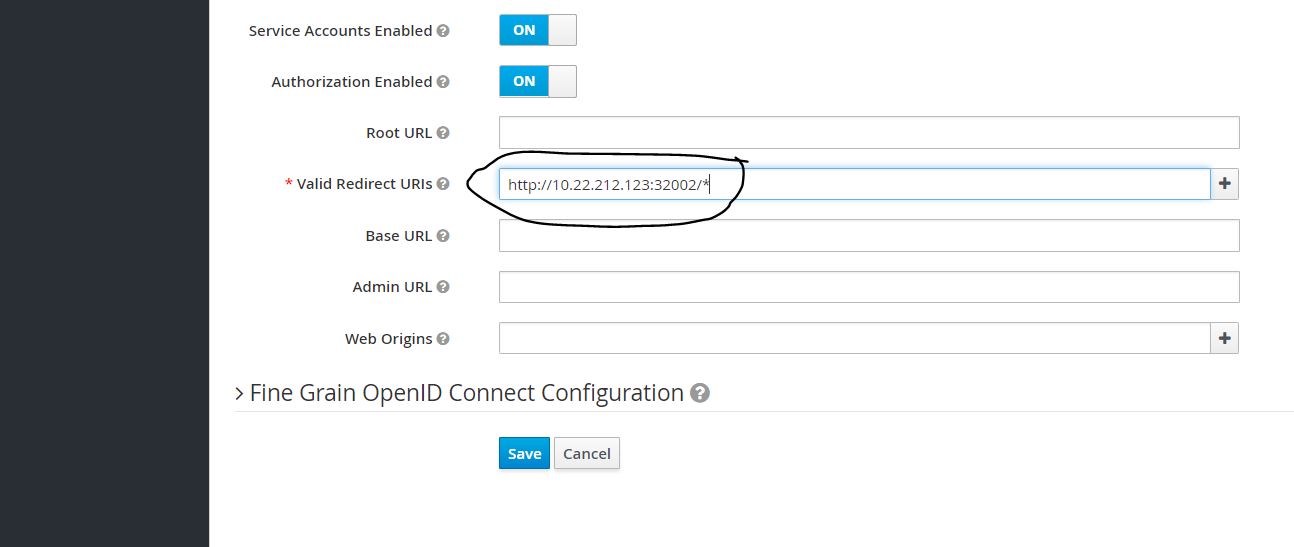 Service Accounts Enabled
ON
Authorization Enabled
ON
Root URL
* Valid Redirect URIs
http://10.22.212.123:32002/*
Base URL
Admin URL
Web Origins
Fine Grain OpenID Connect Configuration
Save Cancel